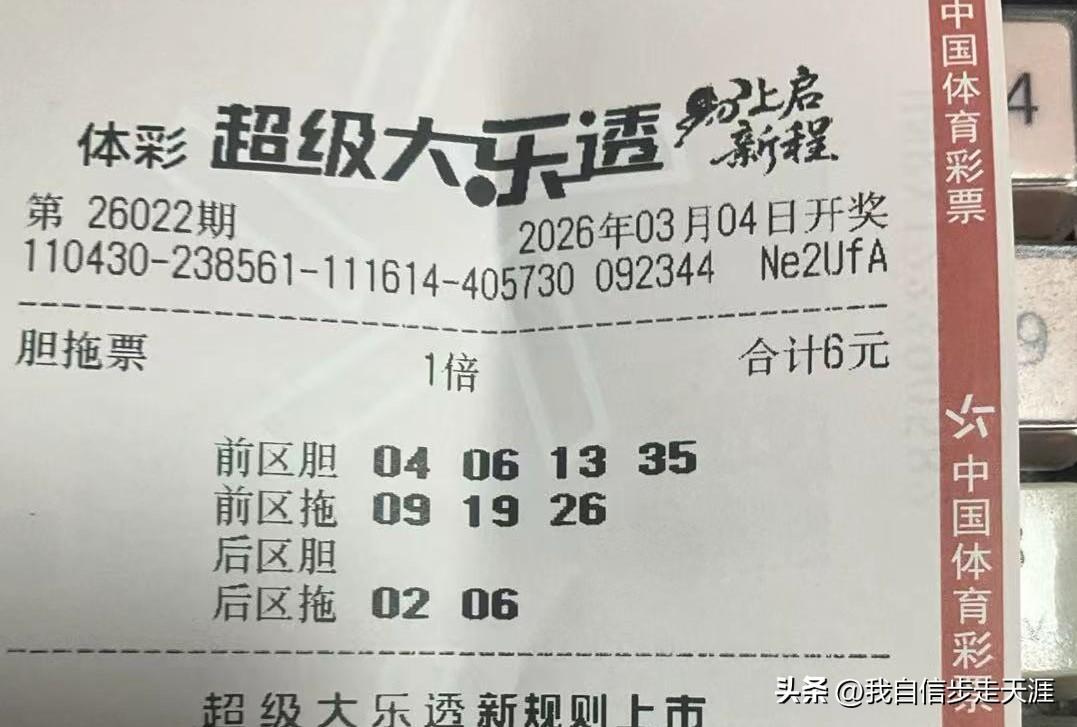 体彩 超级大乐透 马上启新程
第 26022期 2026年03月04日开奖
110430-238561-111614-405730 092344 Ne2UfA
胆拖票 1倍 合计6元
前区胆 04 06 13 35
前区拖 09 19 26
后区胆
后区拖 02 06
超级大乐透新规则上市
中国体育彩票
中国体育彩票
4
9
头条 @我自信步走天涯